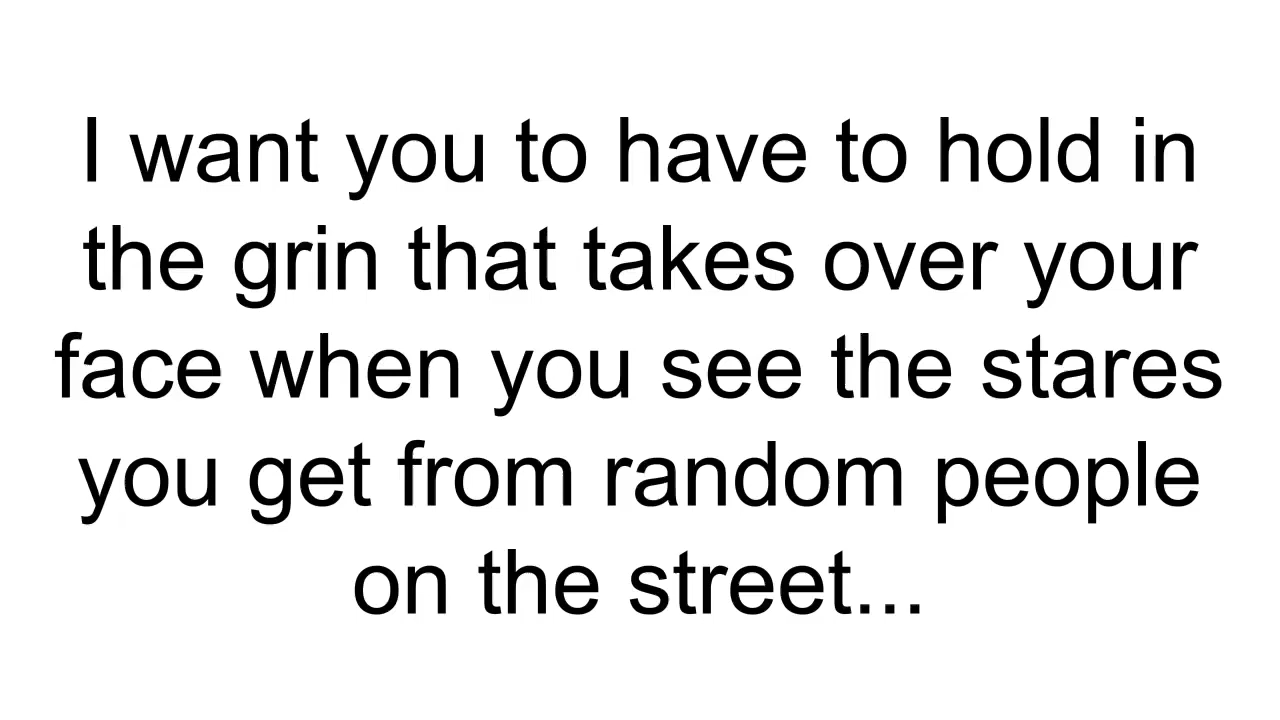 I want you to have to hold in
the grin that takes over your
face when you see the stares
you get from random people
on the street...